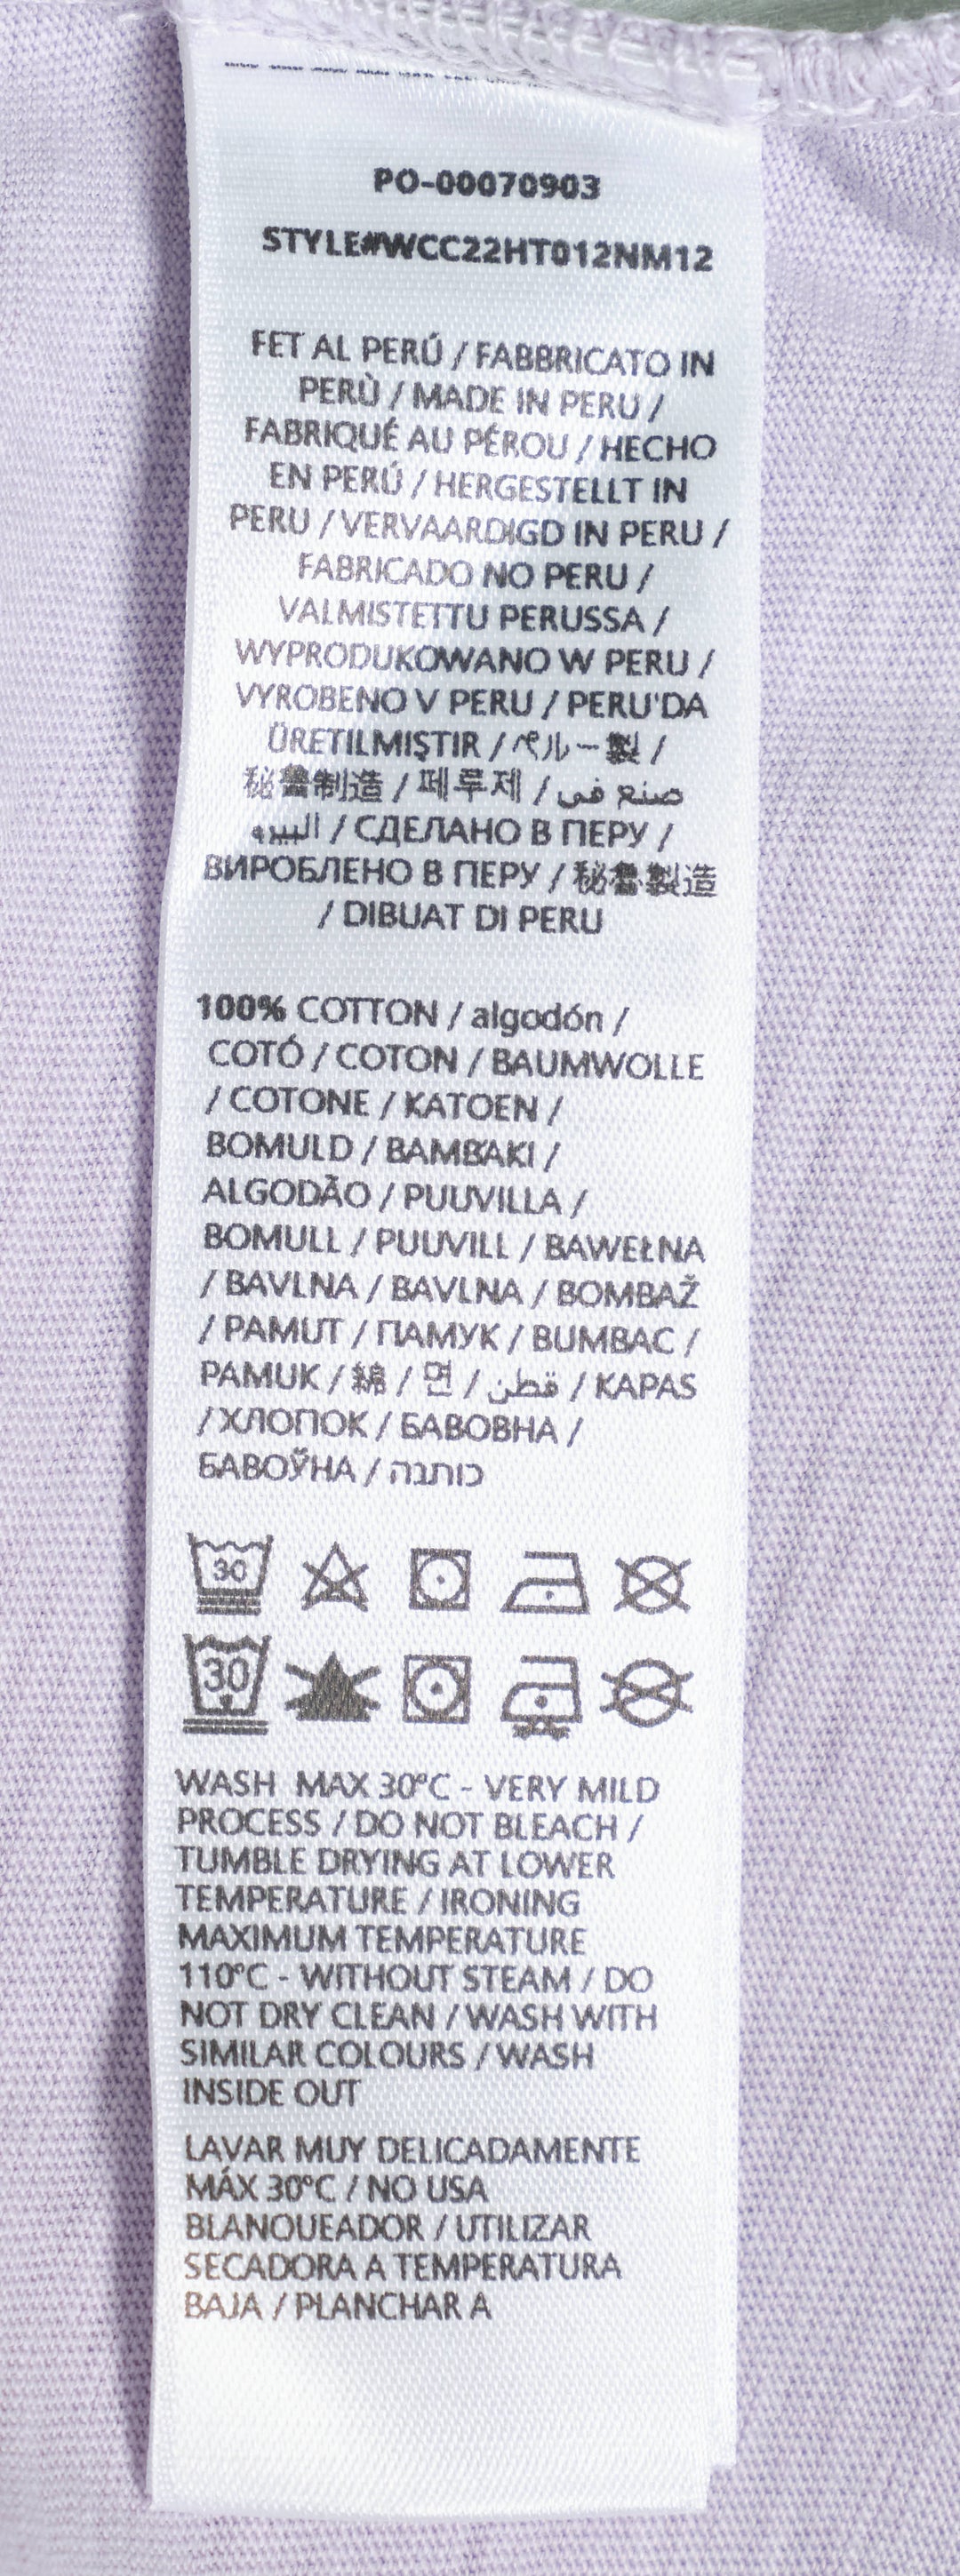 PO-00070903
STYLE#WCC22HT012NM12
FET AL PERÚ / FABBRICATO IN
PERÙ / MADE IN PERU /
FABRIQUÉ AU PÉROU / HECHO
EN PERÚ / HERGESTELLT IN
PERU / VERVAARDIGD IN PERU /
FABRICADO NO PERU /
VALMISTETTU PERUSSA /
WYPRODUKOWANO W PERU /
VYROBENO V PERU / PERU'DA
ÜRETILMIŞTIR / ペルー製 /
秘魯制造 / 페루제 / صنع في
البيرو / СДЕЛАНО В ПЕРУ /
ВИРОБЛЕНО В ПЕРУ / 秘魯製造
/ DIBUAT DI PERU
100% COTTON / algodón /
COTÓ / COTON / BAUMWOLLE
/ COTONE / KATOEN /
BOMULD / BAMBAKI /
ALGODÃO / PUUVILLA /
BOMULL / PUUVILL / BAWEŁNA
/ BAVLNA / BAVLNA / BOMBAŽ
/ PAMUT / ПАМУК / BUMBAC /
PAMUK / 綿 / 면 / قطن / KAPAS
/ ХЛОПОК / БАВОВНА /
БАВОЎНА / כותנה
30
30
WASH MAX 30ºC - VERY MILD
PROCESS / DO NOT BLEACH /
TUMBLE DRYING AT LOWER
TEMPERATURE / IRONING
MAXIMUM TEMPERATURE
110ºC - WITHOUT STEAM / DO
NOT DRY CLEAN / WASH WITH
SIMILAR COLOURS / WASH
INSIDE OUT
LAVAR MUY DELICADAMENTE
MÁX 30ºC / NO USA
BLANQUEADOR / UTILIZAR
SECADORA A TEMPERATURA
BAJA / PLANCHAR A